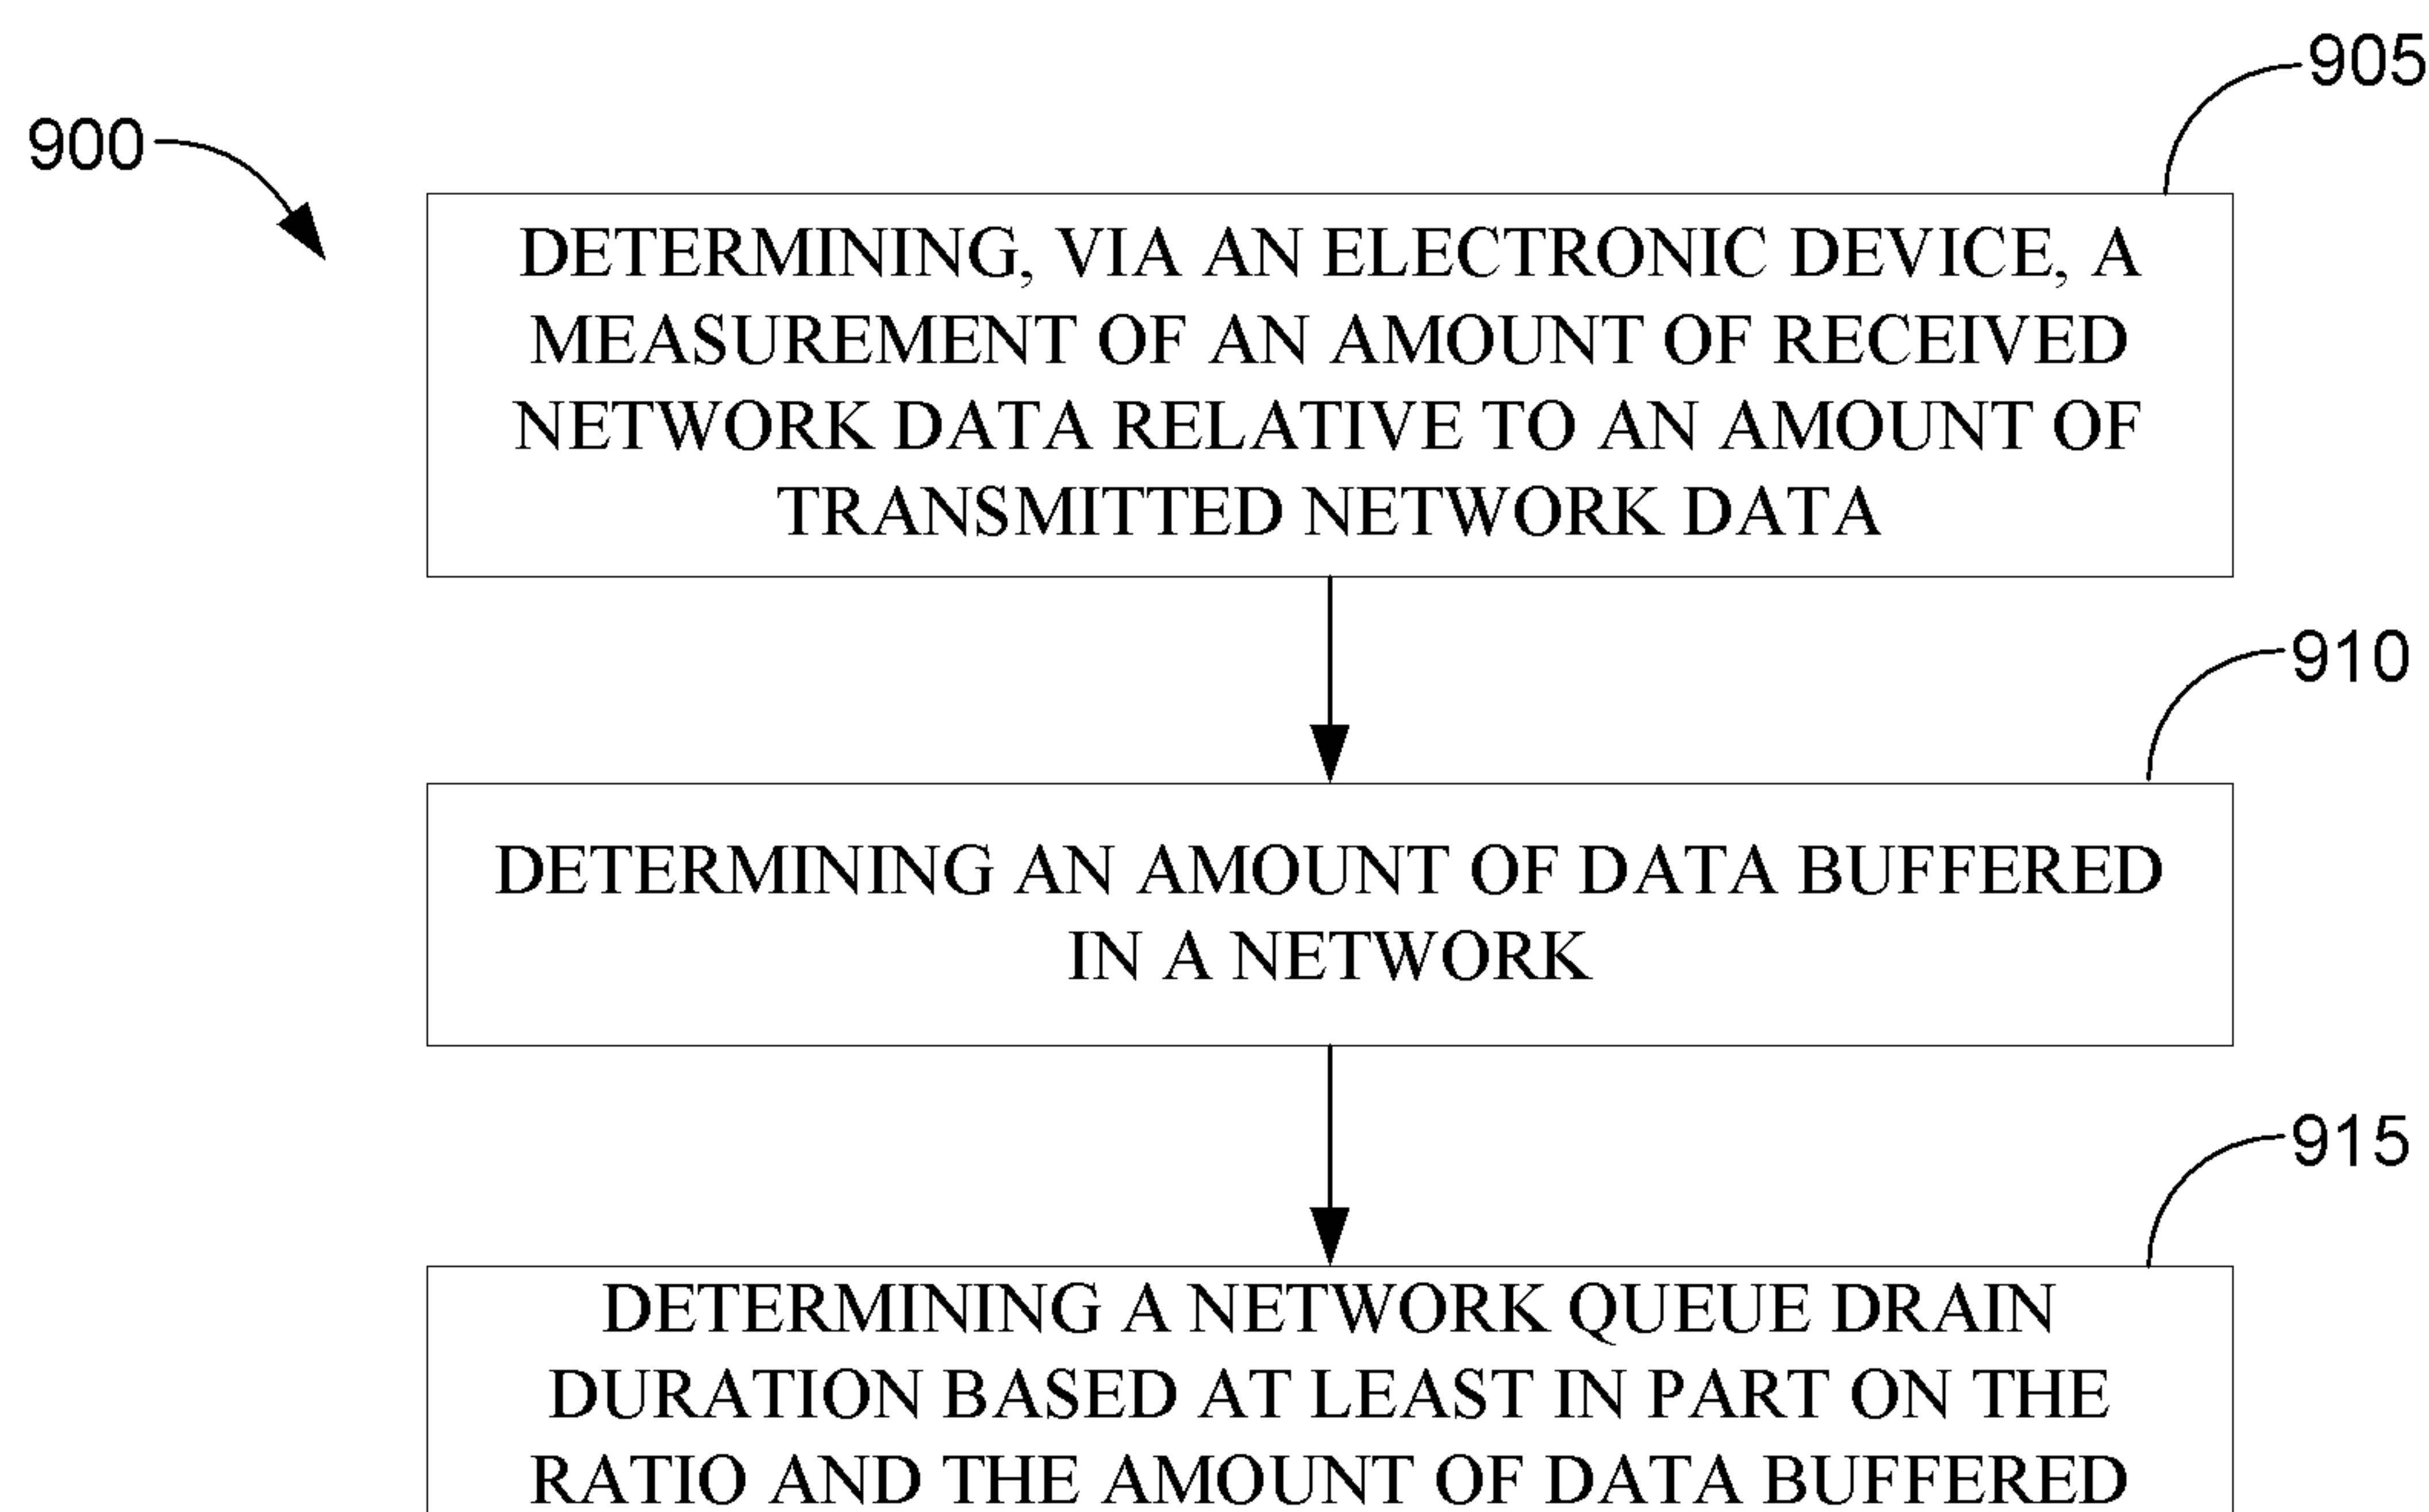 905
900
DETERMINING, VIA AN ELECTRONIC DEVICE, A
MEASUREMENT OF AN AMOUNT OF RECEIVED
NETWORK DATA RELATIVE TO AN AMOUNT OF
TRANSMITTED NETWORK DATA
910
DETERMINING AN AMOUNT OF DATA BUFFERED
IN A NETWORK
915
DETERMINING A NETWORK QUEUE DRAIN
DURATION BASED AT LEAST IN PART ON THE
RATIO AND THE AMOUNT OF DATA BUFFERED